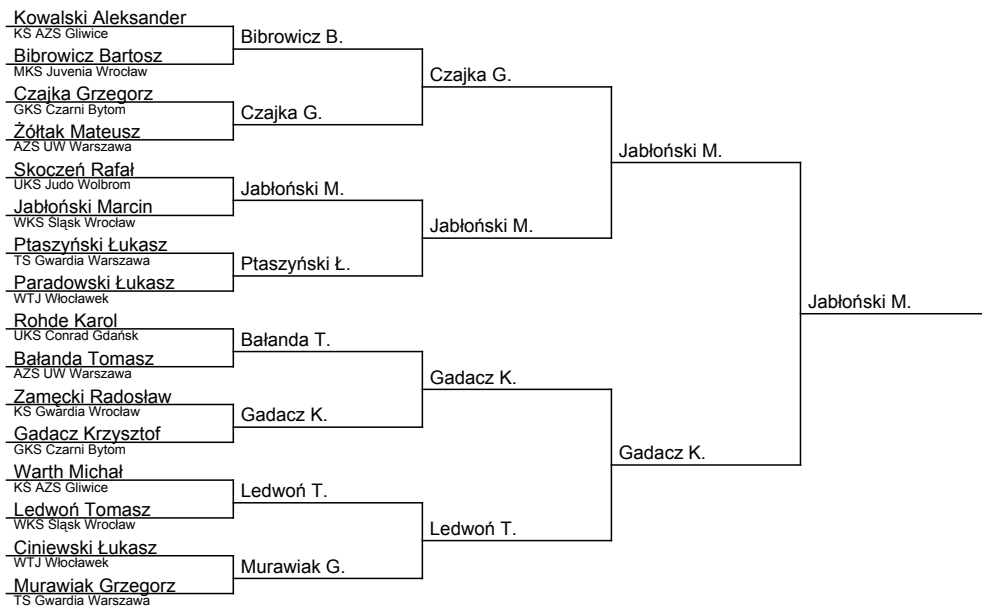 Kowalski Aleksander
KS AZS Gliwice
Bibrowicz Bartosz
MKS Juvenia Wrocław
Czajka Grzegorz
GKS Czarni Bytom
Żółtak Mateusz
AZS UW Warszawa
Skoczeń Rafał
UKS Judo Wolbrom
Jabłoński Marcin
WKS Śląsk Wrocław
Ptaszyński Łukasz
TS Gwardia Warszawa
Paradowski Łukasz
WTJ Włocławek
Rohde Karol
UKS Conrad Gdańsk
Bałanda Tomasz
AZS UW Warszawa
Zamęcki Radosław
KS Gwardia Wrocław
Gadacz Krzysztof
GKS Czarni Bytom
Warth Michał
KS AZS Gliwice
Ledwoń Tomasz
WKS Śląsk Wrocław
Ciniewski Łukasz
WTJ Włocławek
Murawiak Grzegorz
TS Gwardia Warszawa
Bibrowicz B.
Czajka G.
Jabłoński M.
Ptaszyński Ł.
Bałanda T.
Gadacz K.
Ledwoń T.
Murawiak G.
Czajka G.
Jabłoński M.
Gadacz K.
Ledwoń T.
Jabłoński M.
Gadacz K.
Jabłoński M.